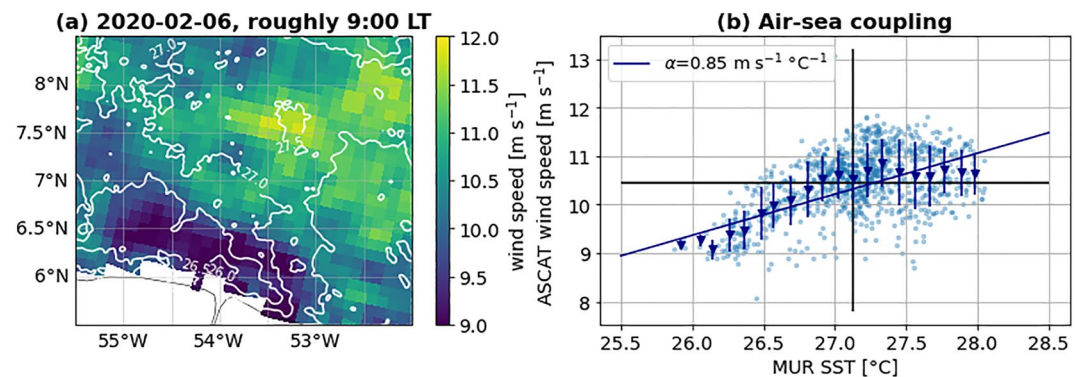 (a) 2020-02-06, roughly 9:00 LT
27.0
27.5
27.0
26.5
26.0
8°N
7.5°N
7°N
6.5°N
6°N
55°W
54°W
53°W
12.0
11.5
11.0
10.5
10.0
9.5
9.0
wind speed [m s⁻¹]
(b) Air-sea coupling
α=0.85 m s⁻¹ °C⁻¹
13
12
11
10
9
8
ASCAT wind speed [m s⁻¹]
25.5
26.0
26.5
27.0
27.5
28.0
28.5
MUR SST [°C]